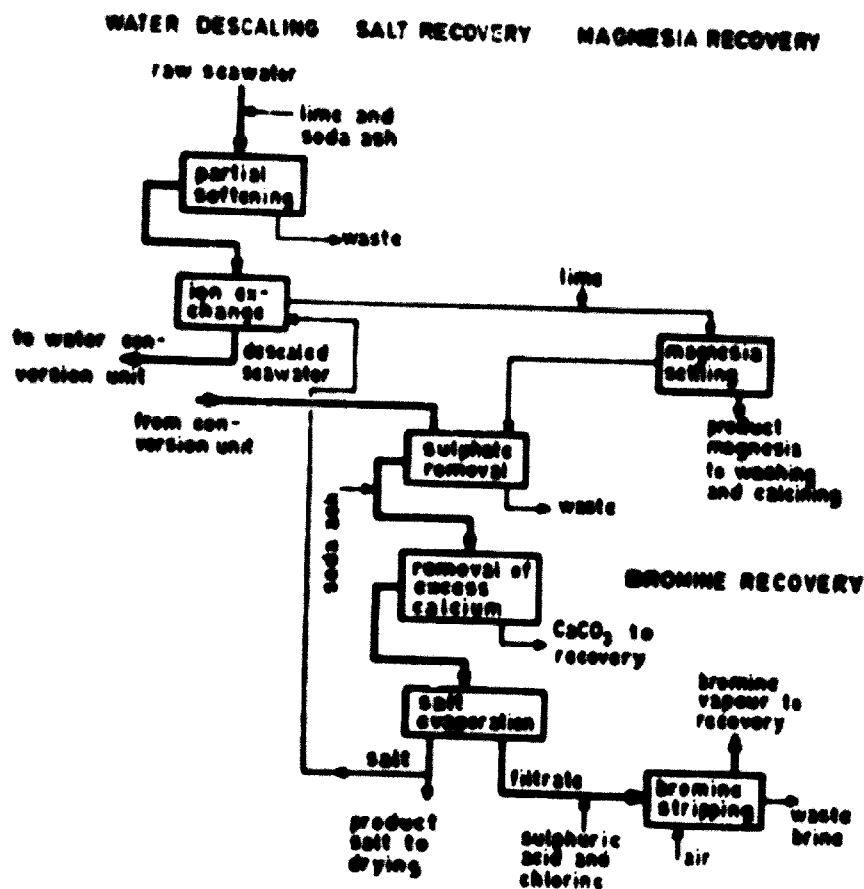 WATER DESCALING SALT RECOVERY MAGNESIA RECOVERY
raw seawater
lime and
soda ash
partial
softening
waste
lime
ion ex-
change
to water con-
version unit
descaled
seawater
magnesia
settling
from con-
version unit
product
magnesia
to washing
and calcining
sulphate
removal
waste
soda ash
removal of
excess
calcium
BROMINE RECOVERY
CaCO₃ to
recovery
bromine
vapour to
recovery
salt
evaporation
salt
filtrate
bromine
stripping
waste
brine
product
salt to
drying
sulphuric
acid and
chlorine
air